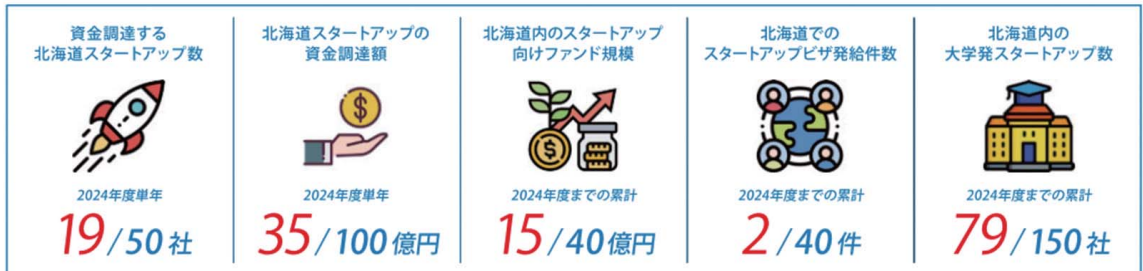 資金調達する
北海道スタートアップ数
2024年度単年
19/50社
北海道スタートアップの
資金調達額
2024年度単年
35/100億円
北海道内のスタートアップ
向けファンド規模
2024年度までの累計
15/40億円
北海道での
スタートアップビザ発給件数
2024年度までの累計
2/40件
北海道内の
大学発スタートアップ数
2024年度までの累計
79/150社